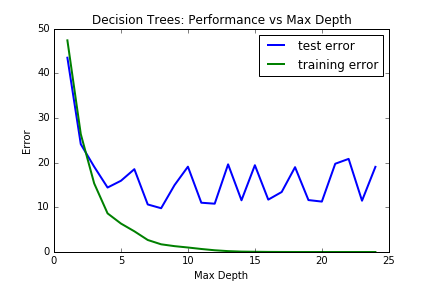 Decision Trees: Performance vs Max Depth
50
40
30
20
10
0
Error
test error
training error
0
5
10
15
20
25
Max Depth